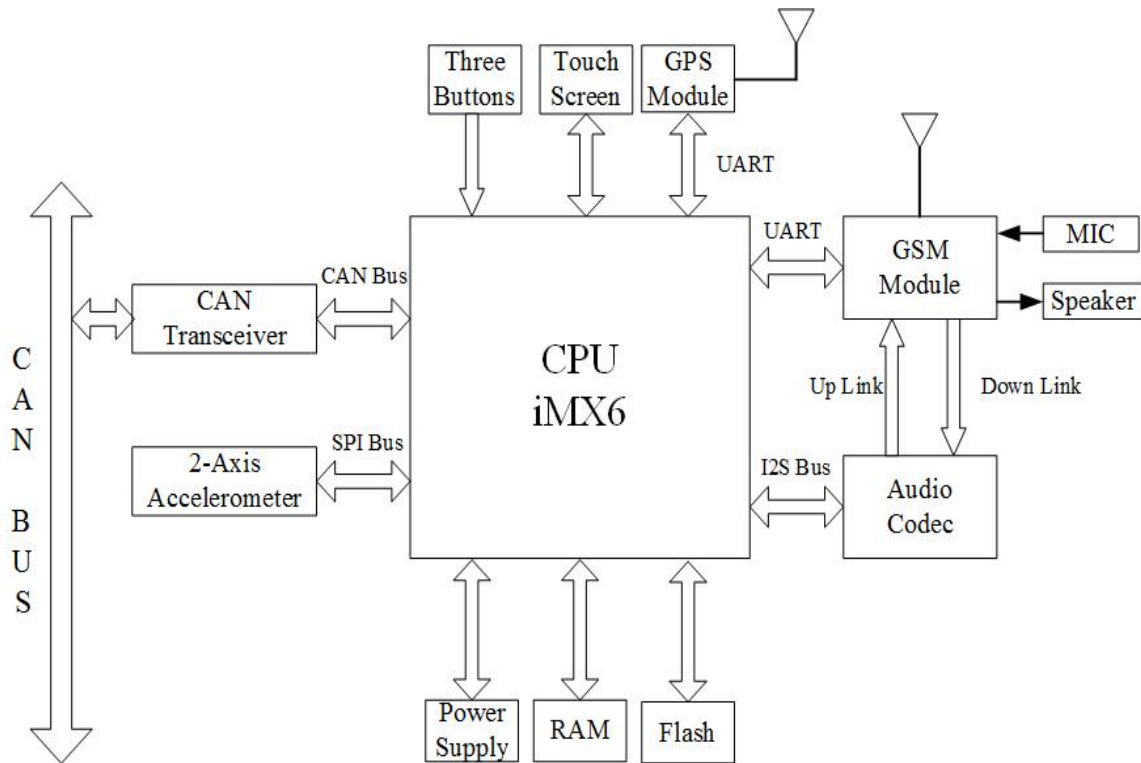 Three
Buttons
Touch
Screen
GPS
Module
UART
UART
GSM
Module
MIC
Speaker
CAN Bus
CAN
Transceiver
CPU
iMX6
Up Link
Down Link
SPI Bus
2-Axis
Accelerometer
I2S Bus
Audio
Codec
C
A
N
B
U
S
Power
Supply
RAM
Flash